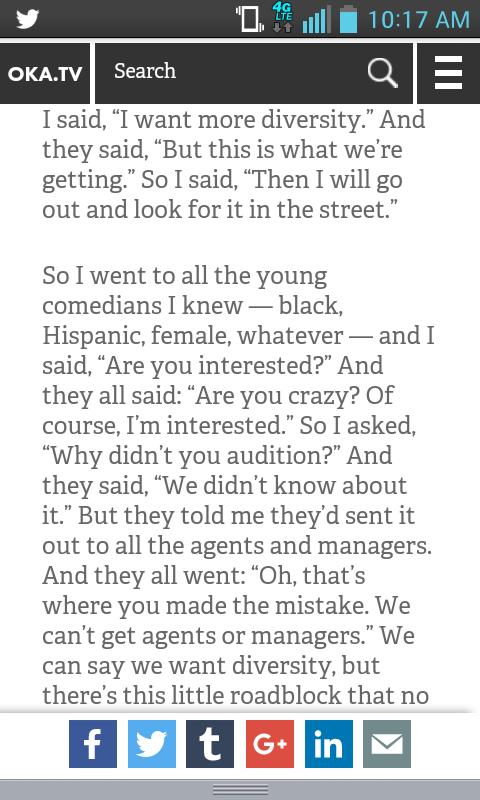 4G
LTE
10:17 AM
OKA.TV
Search
I said, “I want more diversity.” And
they said, “But this is what we’re
getting.” So I said, “Then I will go
out and look for it in the street.”
So I went to all the young
comedians I knew — black,
Hispanic, female, whatever — and I
said, “Are you interested?” And
they all said: “Are you crazy? Of
course, I’m interested.” So I asked,
“Why didn’t you audition?” And
they said, “We didn’t know about
it.” But they told me they’d sent it
out to all the agents and managers.
And they all went: “Oh, that’s
where you made the mistake. We
can’t get agents or managers.” We
can say we want diversity, but
there’s this little roadblock that no
f t G+ in